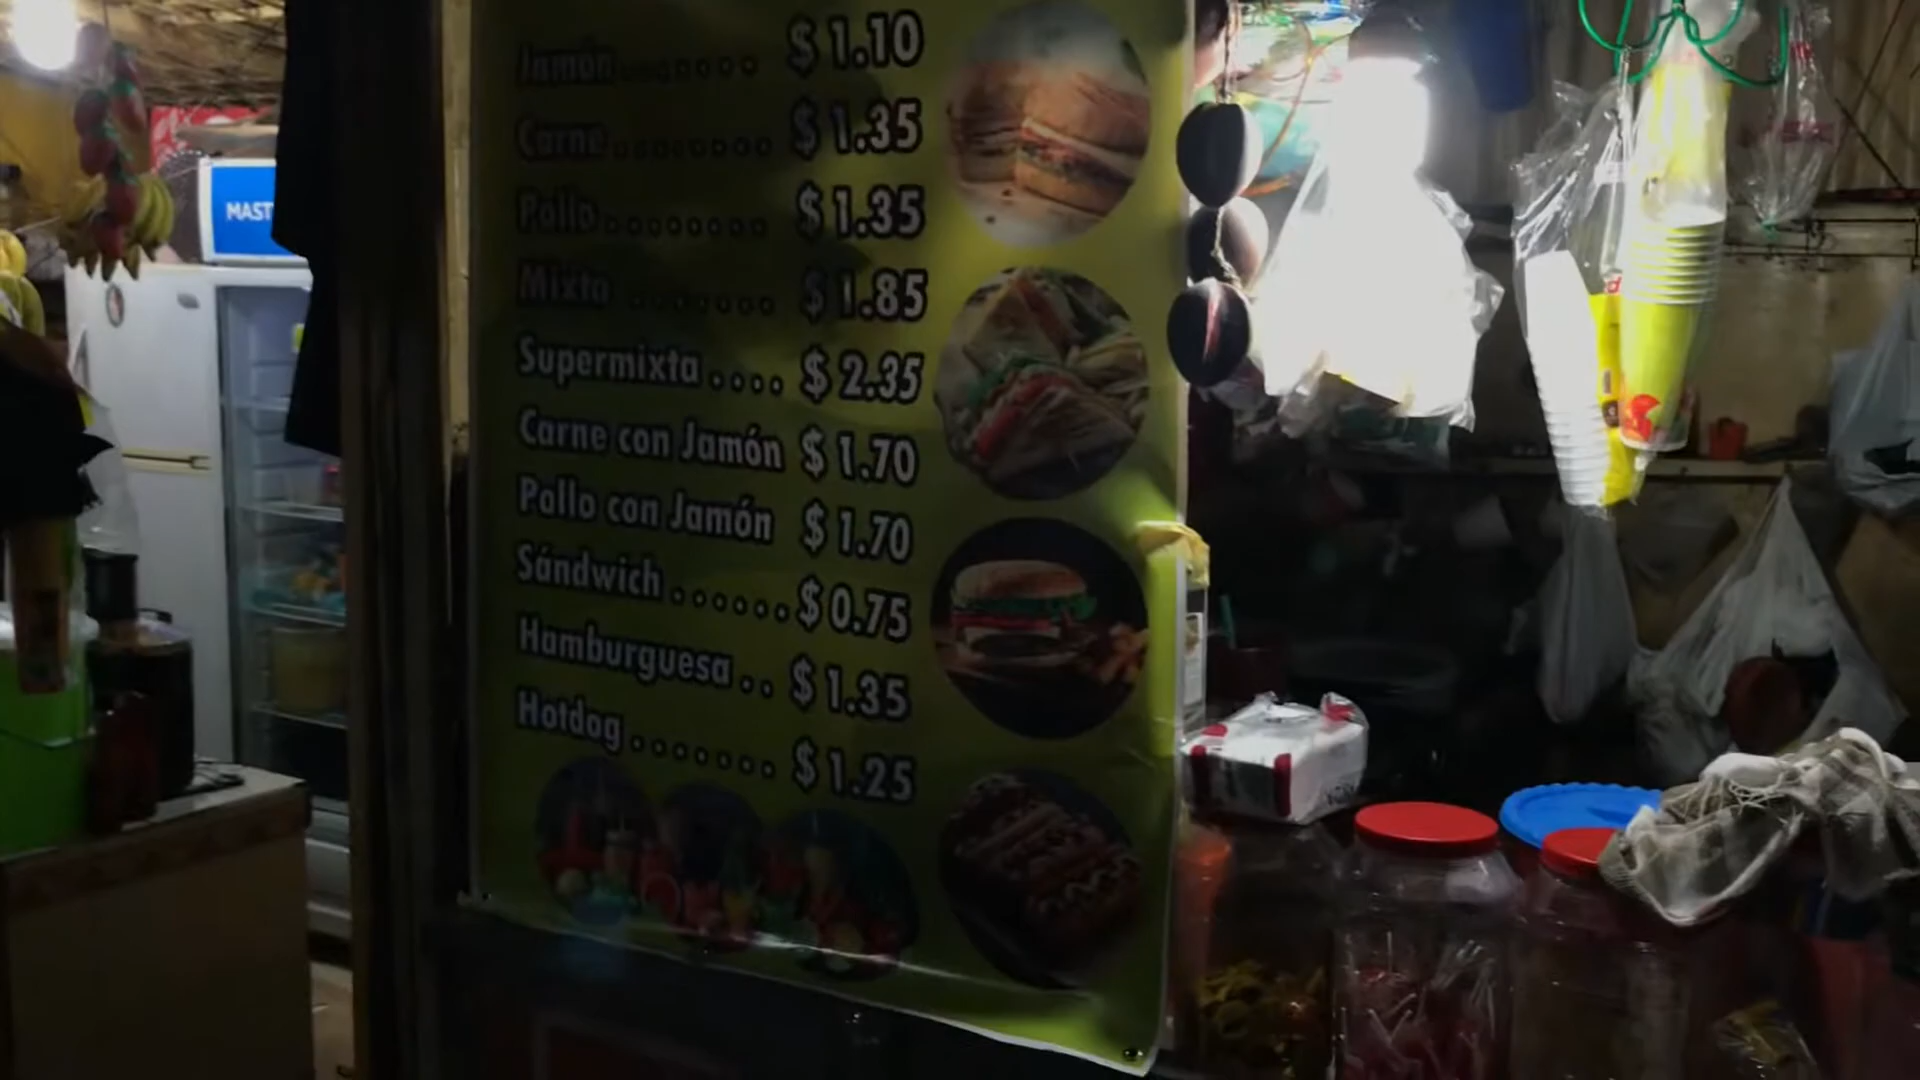 Jamón ....... $ 1.10
Carne ........ $ 1.35
Pollo ........ $ 1.35
Mixta ....... $ 1.85
Supermixta .... $ 2.35
Carne con Jamón $ 1.70
Pollo con Jamón $ 1.70
Sándwich ...... $ 0.75
Hamburguesa .. $ 1.35
Hotdog ....... $ 1.25
MAST